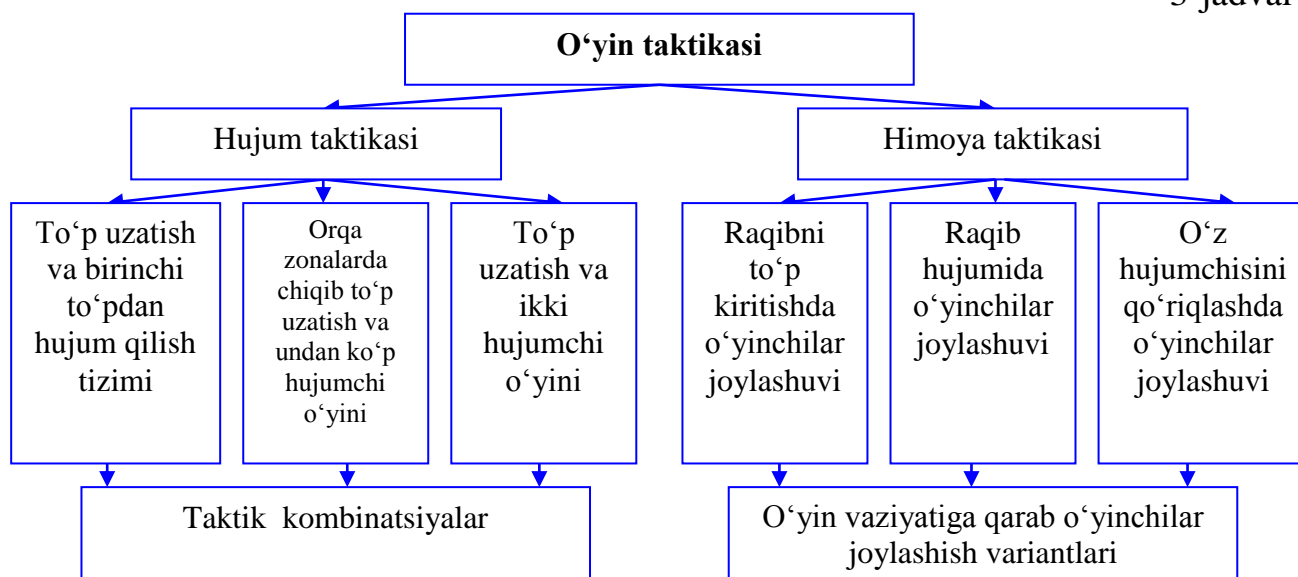 3-jadval
O‘yin taktikasi
Hujum taktikasi
Himoya taktikasi
To‘p uzatish
va birinchi
to‘pdan
hujum qilish
tizimi
Orqa
zonalarda
chiqib to‘p
uzatish va
undan ko‘p
hujumchi
o‘yini
To‘p
uzatish va
ikki
hujumchi
o‘yini
Raqibni
to‘p
kiritishda
o‘yinchilar
joylashuvi
Raqib
hujumida
o‘yinchilar
joylashuvi
O‘z
hujumchisini
qo‘riqlashda
o‘yinchilar
joylashuvi
Taktik kombinatsiyalar
O‘yin vaziyatiga qarab o‘yinchilar
joylashish variantlari